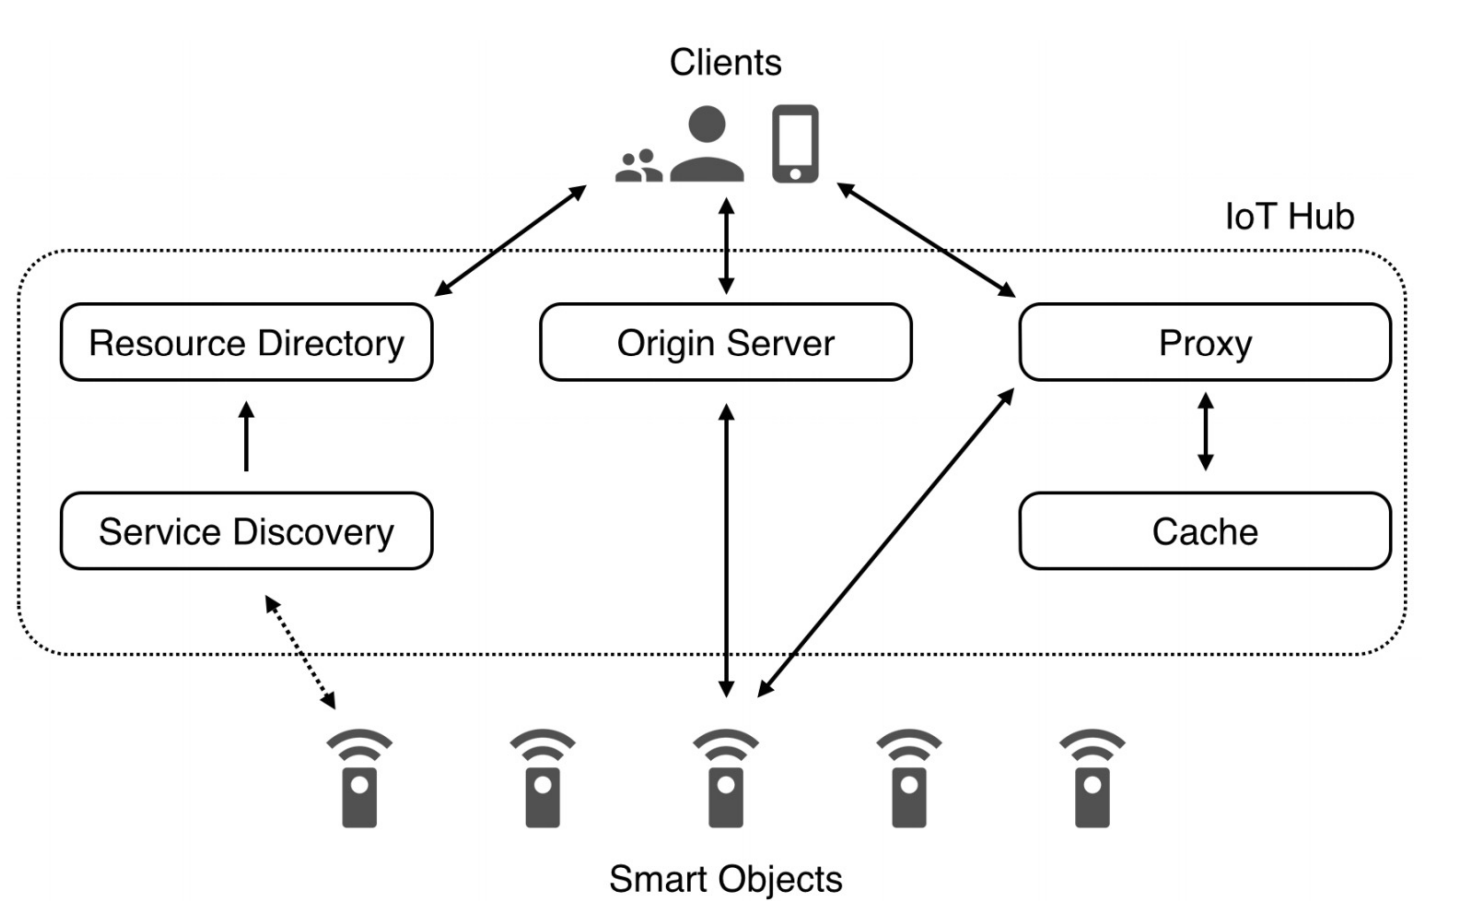 Clients
IoT Hub
Resource Directory
Origin Server
Proxy
Service Discovery
Cache
Smart Objects